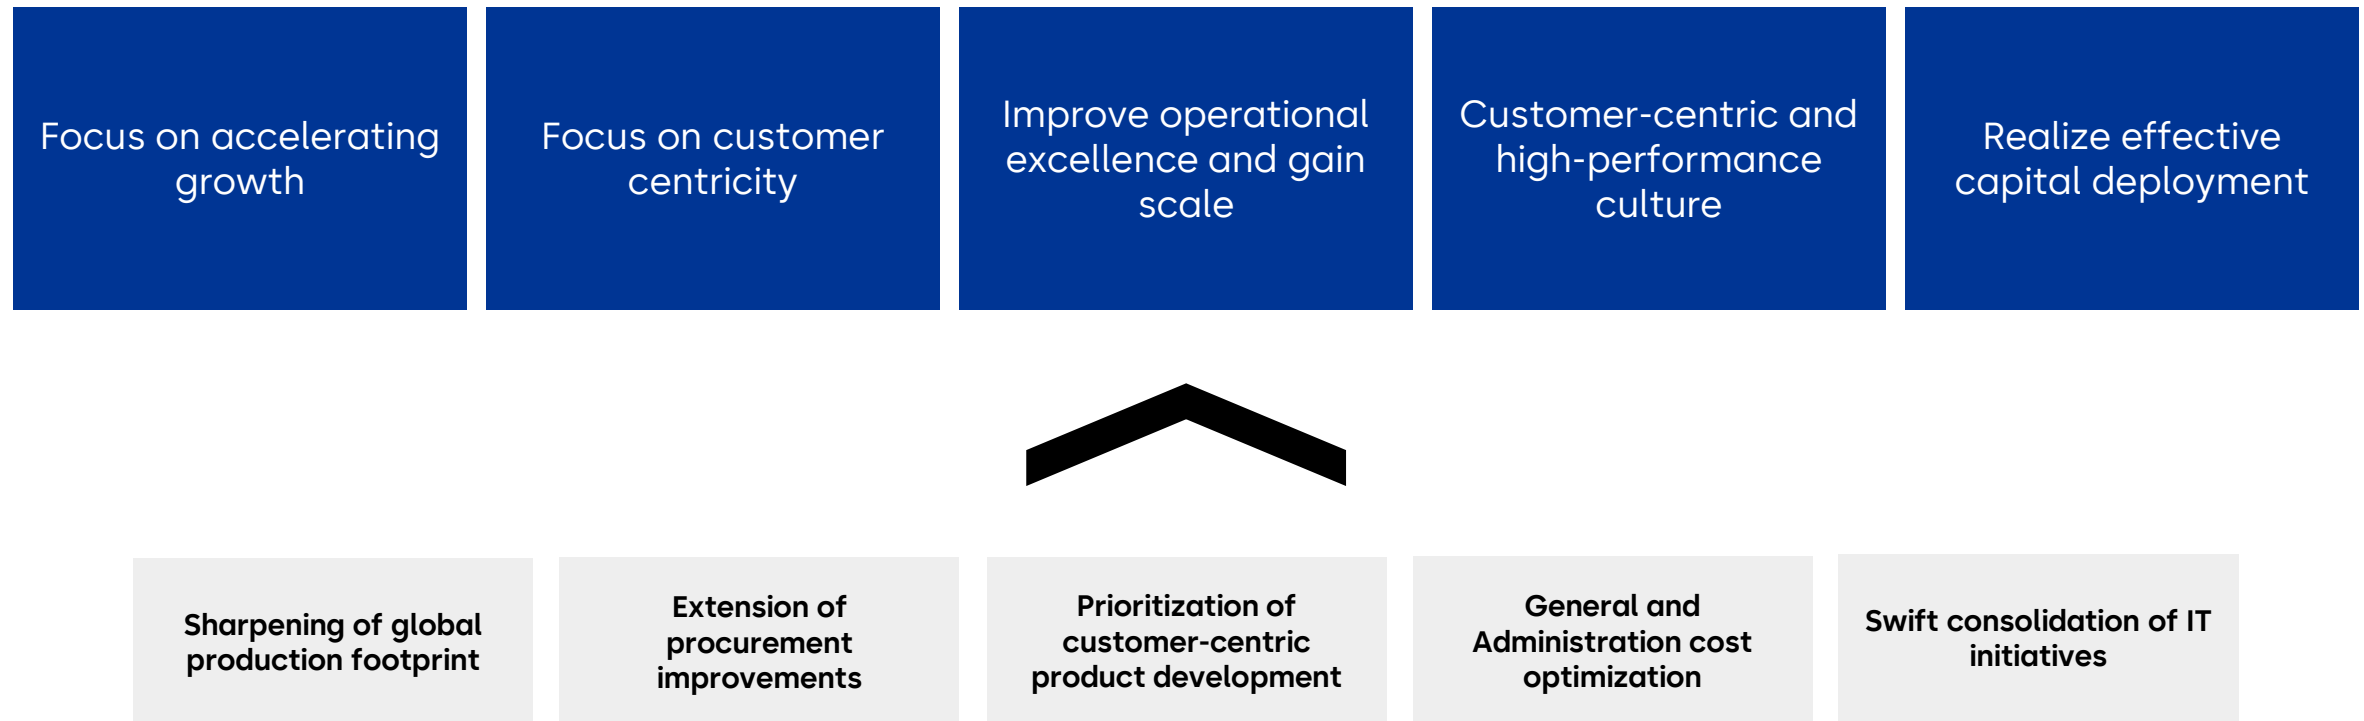 Focus on accelerating
growth
Focus on customer
centricity
Improve operational
excellence and gain
scale
Customer-centric and
high-performance
culture
Realize effective
capital deployment
Sharpening of global
production footprint
Extension of
procurement
improvements
Prioritization of
customer-centric
product development
General and
Administration cost
optimization
Swift consolidation of IT
initiatives